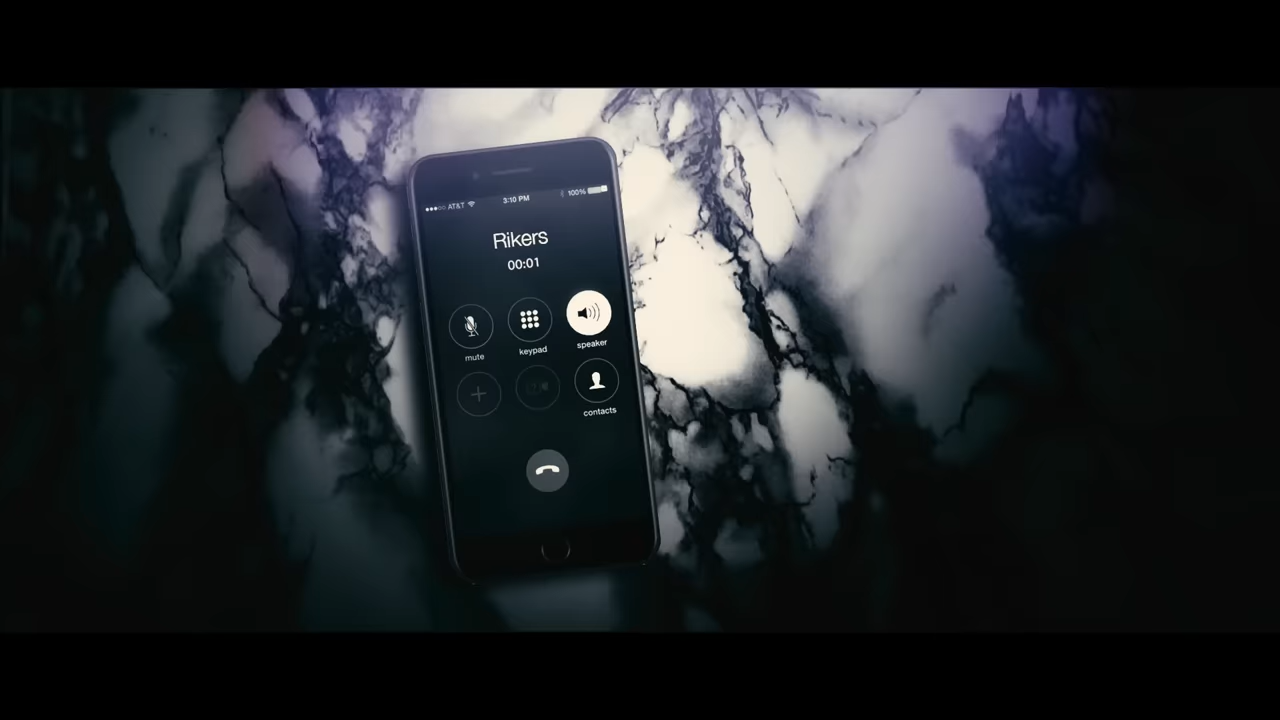 ●●●○○ AT&T 3:10 PM 100%
Rikers
00:01
mute keypad speaker
contacts